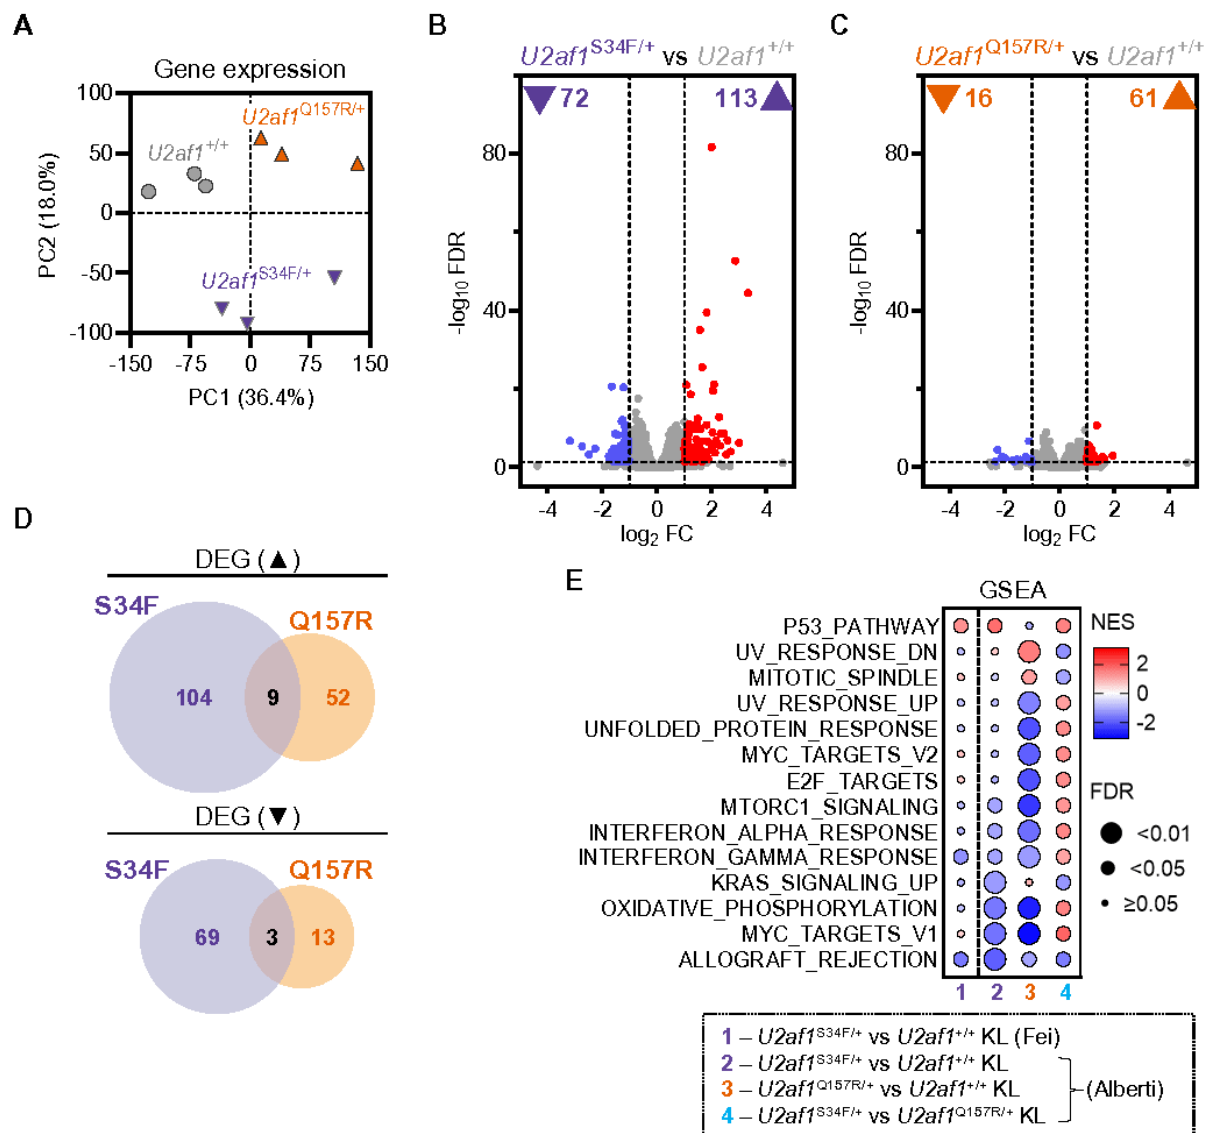 A
Gene expression
100
50
0
-50
-100
-150
-75
0
75
150
PC2 (18.0%)
PC1 (36.4%)
U2af1Q157R/+
U2af1+/+
U2af1S34F/+
B
U2af1S34F/+ vs U2af1+/+
72
113
80
40
0
-4
-2
0
2
4
-log10 FDR
log2 FC
C
U2af1Q157R/+ vs U2af1+/+
16
61
80
40
0
-4
-2
0
2
4
-log10 FDR
log2 FC
D
DEG (▲)
S34F
Q157R
104
9
52
DEG (▼)
S34F
Q157R
69
3
13
E
GSEA
P53_PATHWAY
UV_RESPONSE_DN
MITOTIC_SPINDLE
UV_RESPONSE_UP
UNFOLDED_PROTEIN_RESPONSE
MYC_TARGETS_V2
E2F_TARGETS
MTORC1_SIGNALING
INTERFERON_ALPHA_RESPONSE
INTERFERON_GAMMA_RESPONSE
KRAS_SIGNALING_UP
OXIDATIVE_PHOSPHORYLATION
MYC_TARGETS_V1
ALLOGRAFT_REJECTION
1 2 3 4
NES
2
0
-2
FDR
<0.01
<0.05
≥0.05
1 – U2af1S34F/+ vs U2af1+/+ KL (Fei)
2 – U2af1S34F/+ vs U2af1+/+ KL
3 – U2af1Q157R/+ vs U2af1+/+ KL
(Alberti)
4 – U2af1S34F/+ vs U2af1Q157R/+ KL